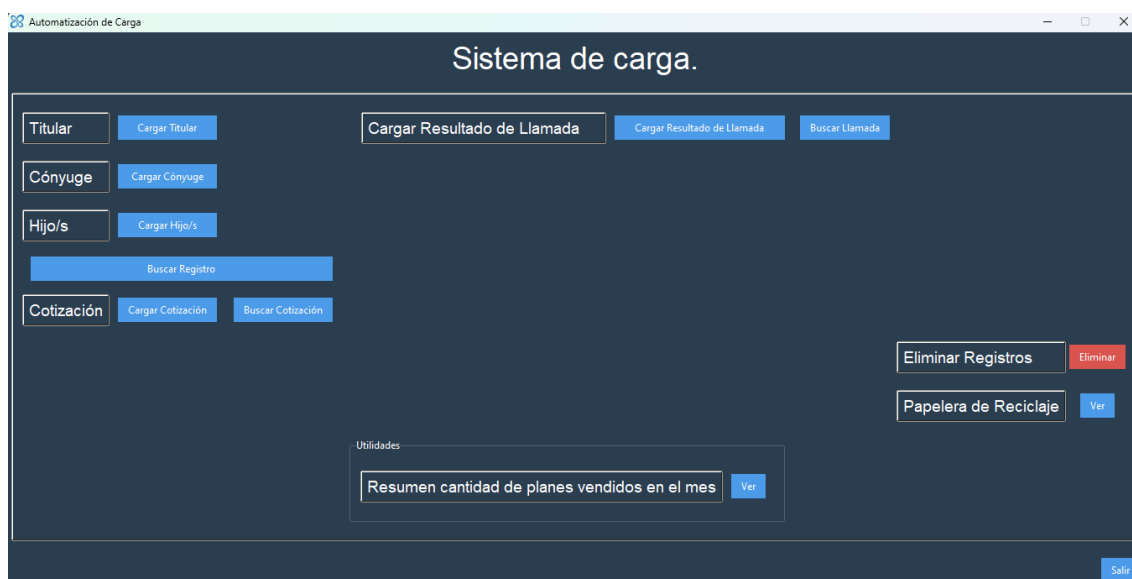 Automatización de Carga
Sistema de carga.
Titular
Cargar Titular
Cargar Resultado de Llamada
Cargar Resultado de Llamada
Buscar Llamada
Cónyuge
Cargar Cónyuge
Hijo/s
Cargar Hijo/s
Buscar Registro
Cotización
Cargar Cotización
Buscar Cotización
Eliminar Registros
Eliminar
Papelera de Reciclaje
Ver
Utilidades
Resumen cantidad de planes vendidos en el mes
Ver
Salir